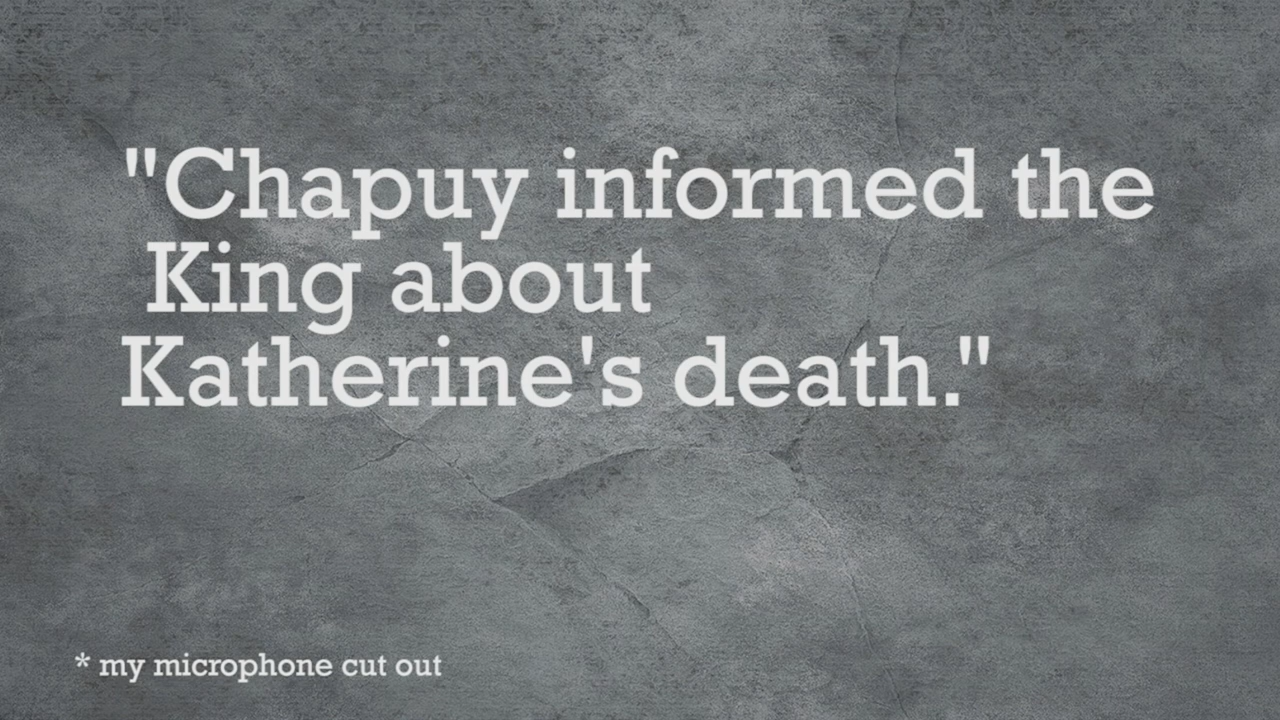 "Chapuy informed the
King about
Katherine's death."
* my microphone cut out